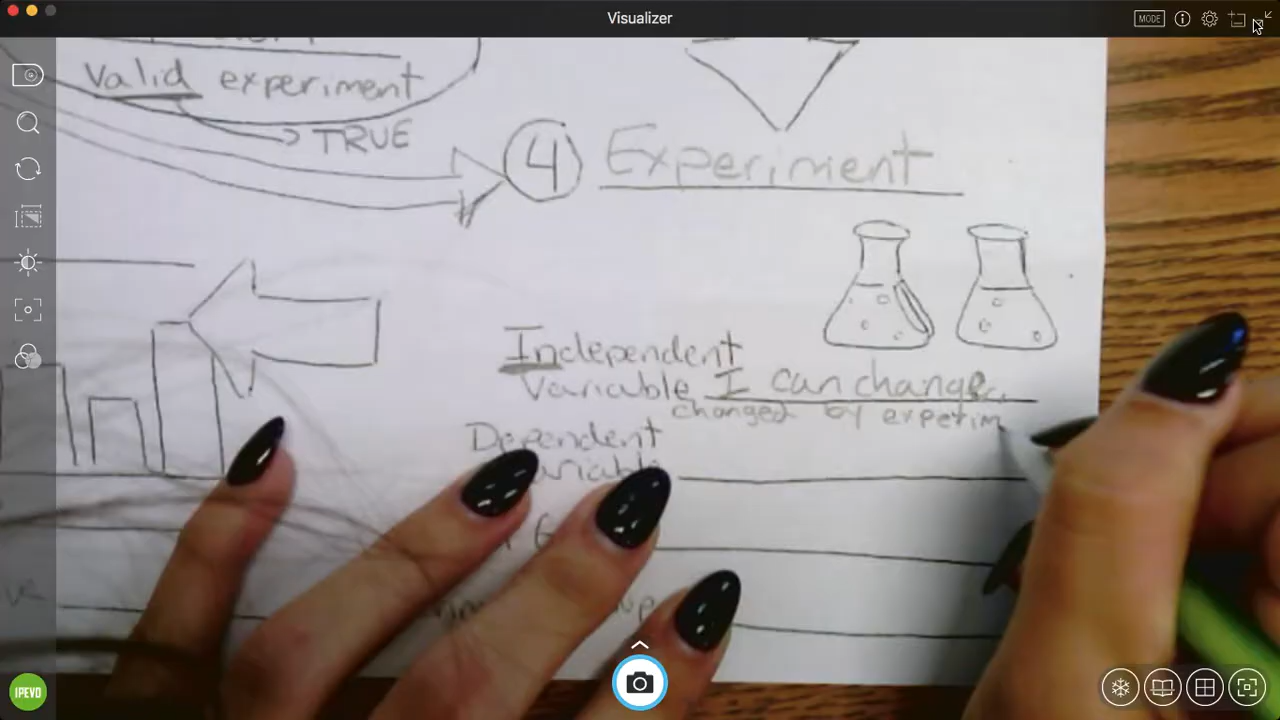 Visualizer
MODE
valid experiment
TRUE
4 Experiment
Independent
Variable I can change.
changed by experim
Dependent
IPEVO